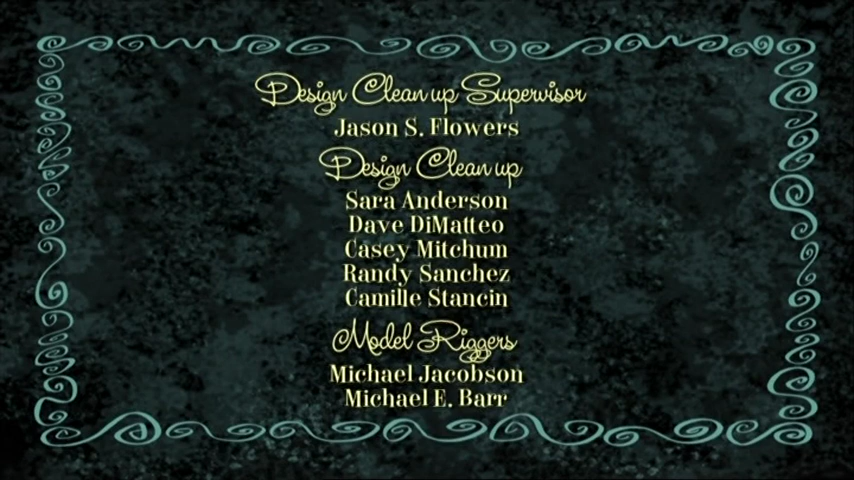 Design Clean up Supervisor
Jason S. Flowers
Design Clean up
Sara Anderson
Dave DiMatteo
Casey Mitchum
Randy Sanchez
Camille Stancin
Model Riggers
Michael Jacobson
Michael E. Barr